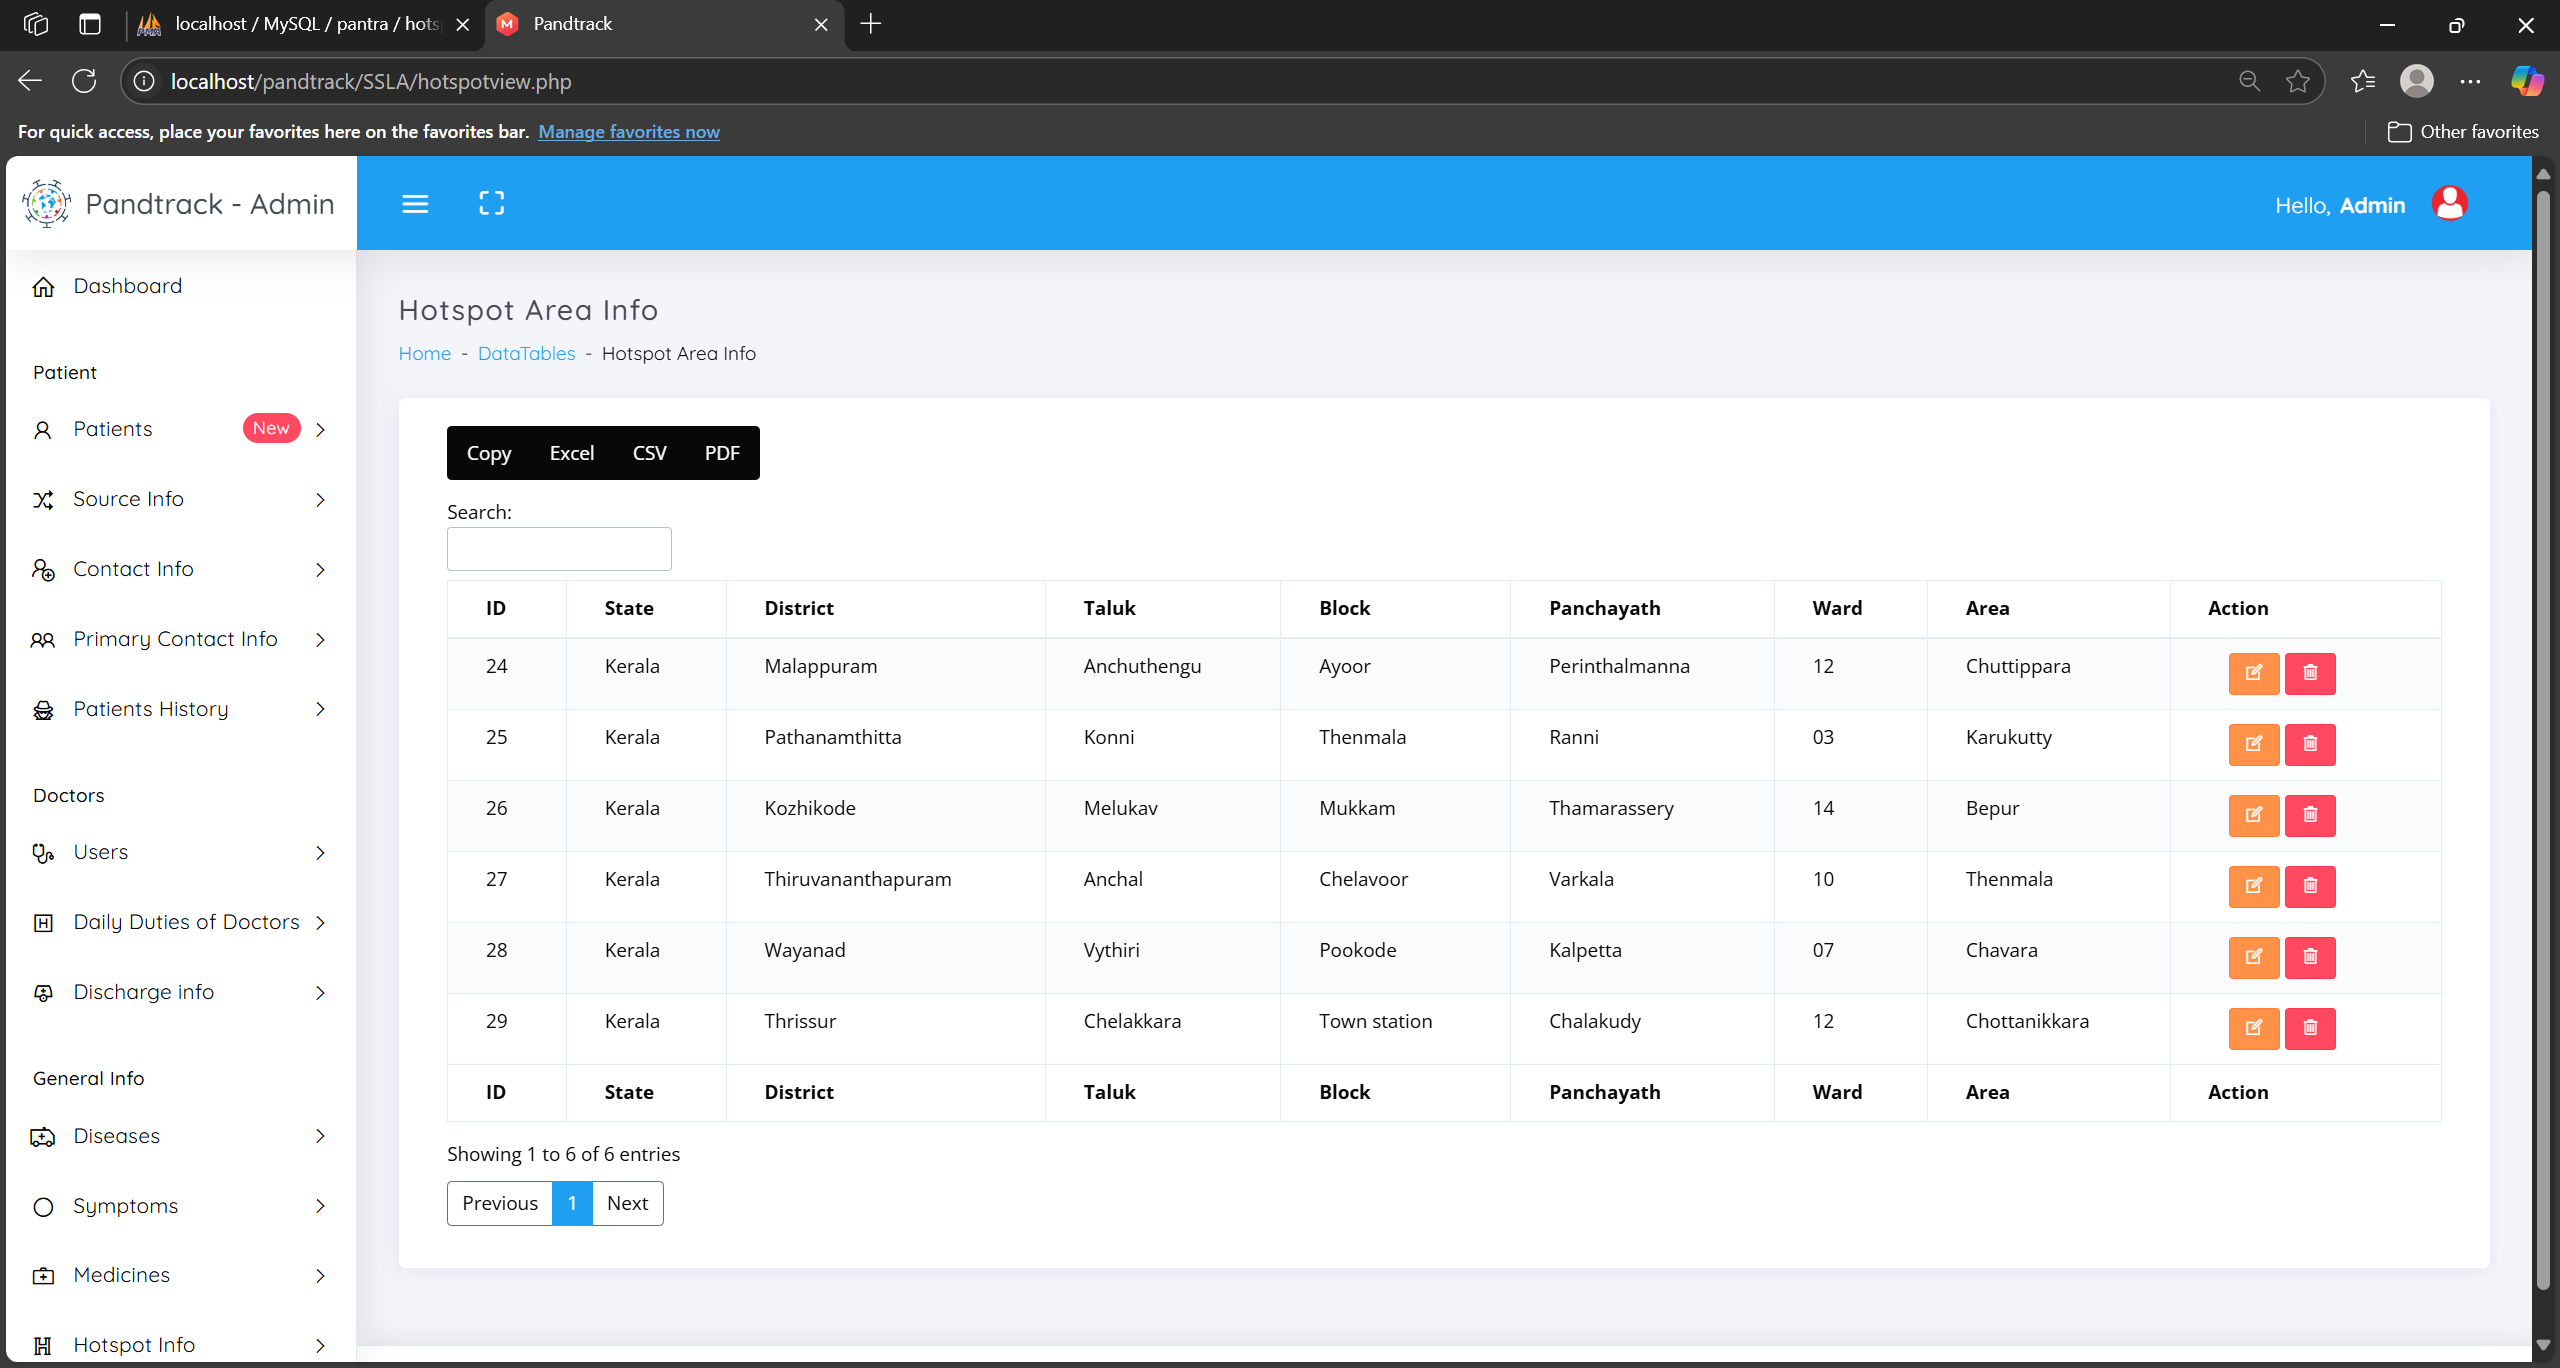 localhost / MySQL / pantra / hots
Pandtrack
localhost/pandtrack/SSLA/hotspotview.php
For quick access, place your favorites here on the favorites bar. Manage favorites now
Other favorites
Pandtrack - Admin
Hello, Admin
Dashboard
Patient
Patients New
Source Info
Contact Info
Primary Contact Info
Patients History
Doctors
Users
Daily Duties of Doctors
Discharge info
General Info
Diseases
Symptoms
Medicines
Hotspot Info
Hotspot Area Info
Home - DataTables - Hotspot Area Info
Copy Excel CSV PDF
Search:
ID State District Taluk Block Panchayath Ward Area Action
24 Kerala Malappuram Anchuthengu Ayoor Perinthalmanna 12 Chuttippara
25 Kerala Pathanamthitta Konni Thenmala Ranni 03 Karukutty
26 Kerala Kozhikode Melukav Mukkam Thamarassery 14 Bepur
27 Kerala Thiruvananthapuram Anchal Chelavoor Varkala 10 Thenmala
28 Kerala Wayanad Vythiri Pookode Kalpetta 07 Chavara
29 Kerala Thrissur Chelakkara Town station Chalakudy 12 Chottanikkara
ID State District Taluk Block Panchayath Ward Area Action
Showing 1 to 6 of 6 entries
Previous 1 Next